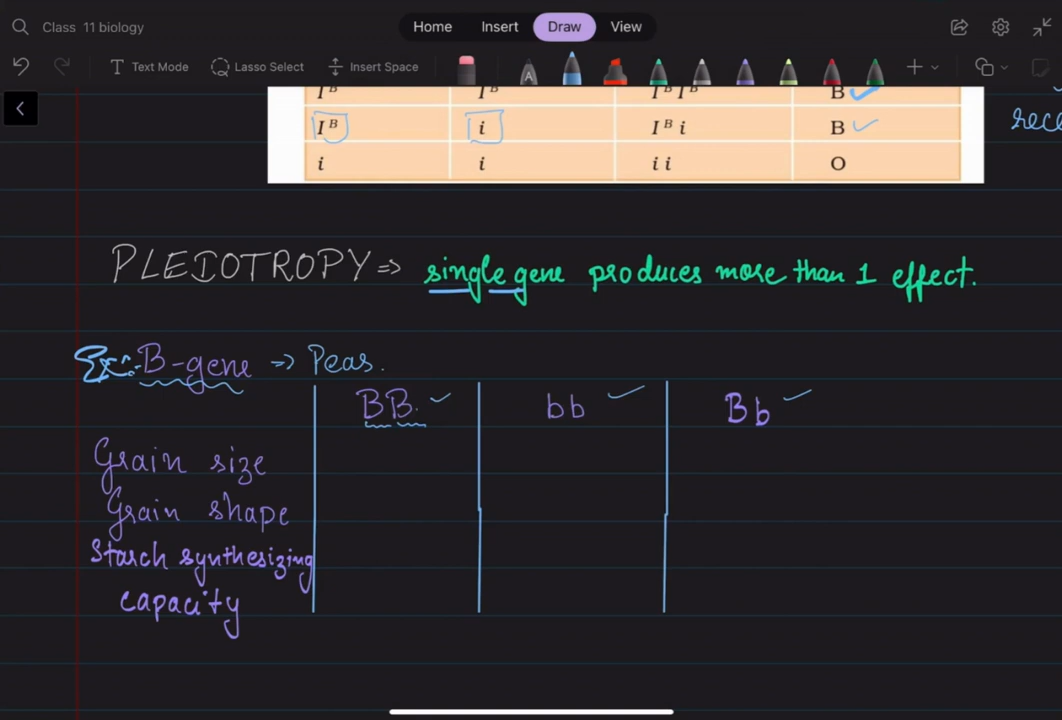 Class 11 biology
Home Insert Draw View
Text Mode Lasso Select Insert Space
A
I B I B I B I B B
I B i I B i B
i i i i O
rece
PLEIOTROPY => single gene produces more than 1 effect.
Ex:- B-gene => Peas.
BB. bb Bb
Grain size
Grain shape
Starch synthesizing
capacity